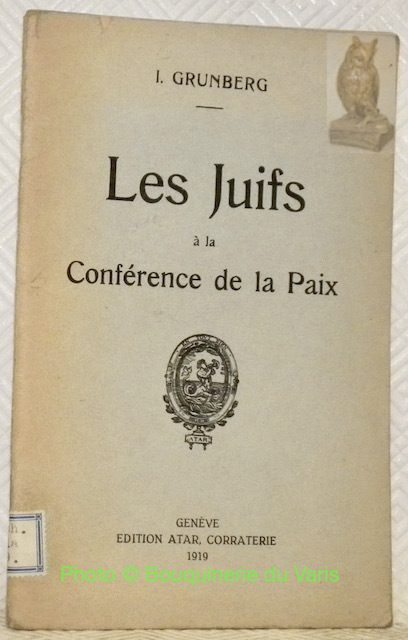 I. GRUNBERG
Les Juifs
à la
Conférence de la Paix
ATAR
GENÈVE
EDITION ATAR, CORRATERIE
1919
Photo © Bouquinerie du Varis